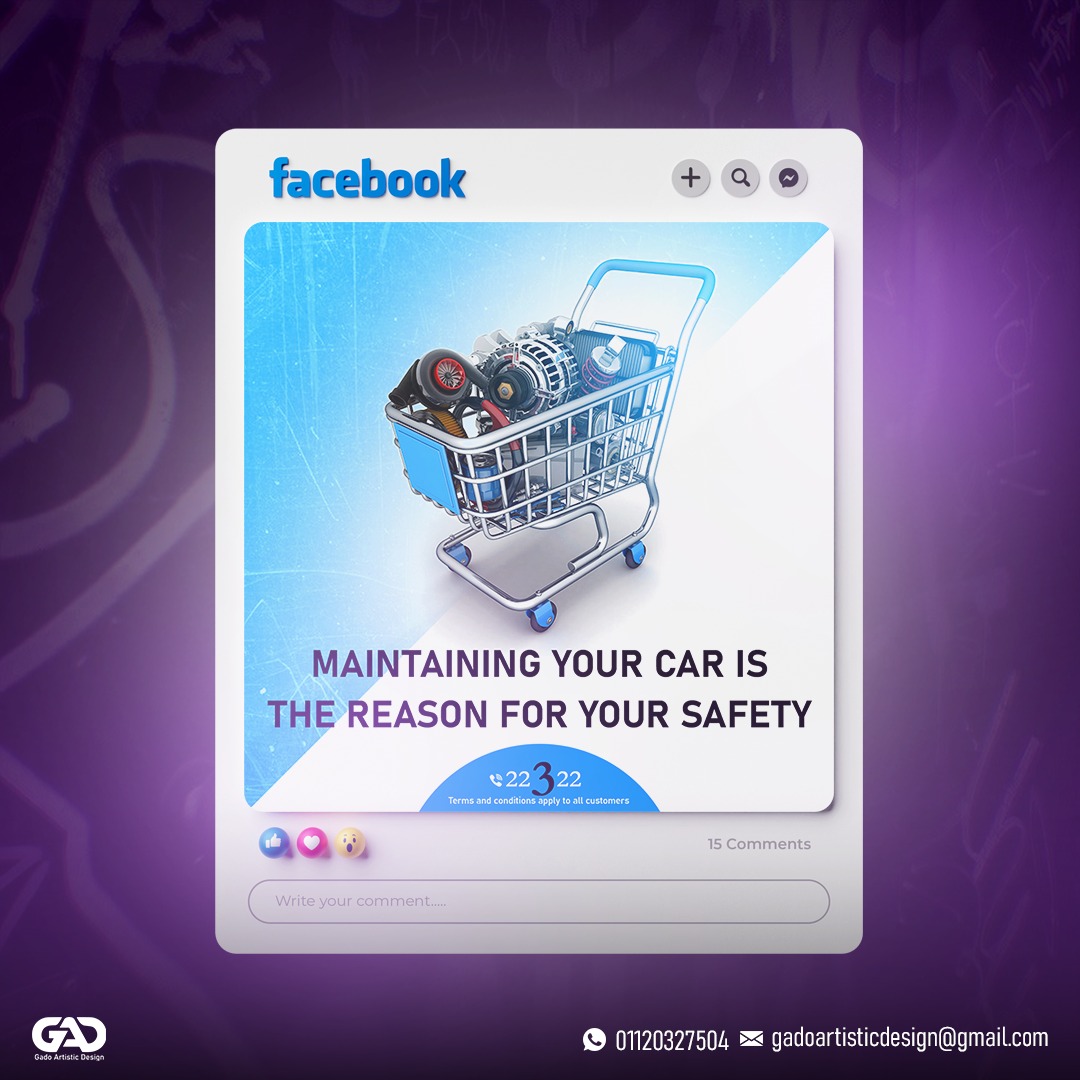 facebook
MAINTAINING YOUR CAR IS
THE REASON FOR YOUR SAFETY
22322
Terms and conditions apply to all customers
15 Comments
Write your comment.....
GAD
Gado Artistic Design
01120327504 gadoartisticdesign@gmail.com